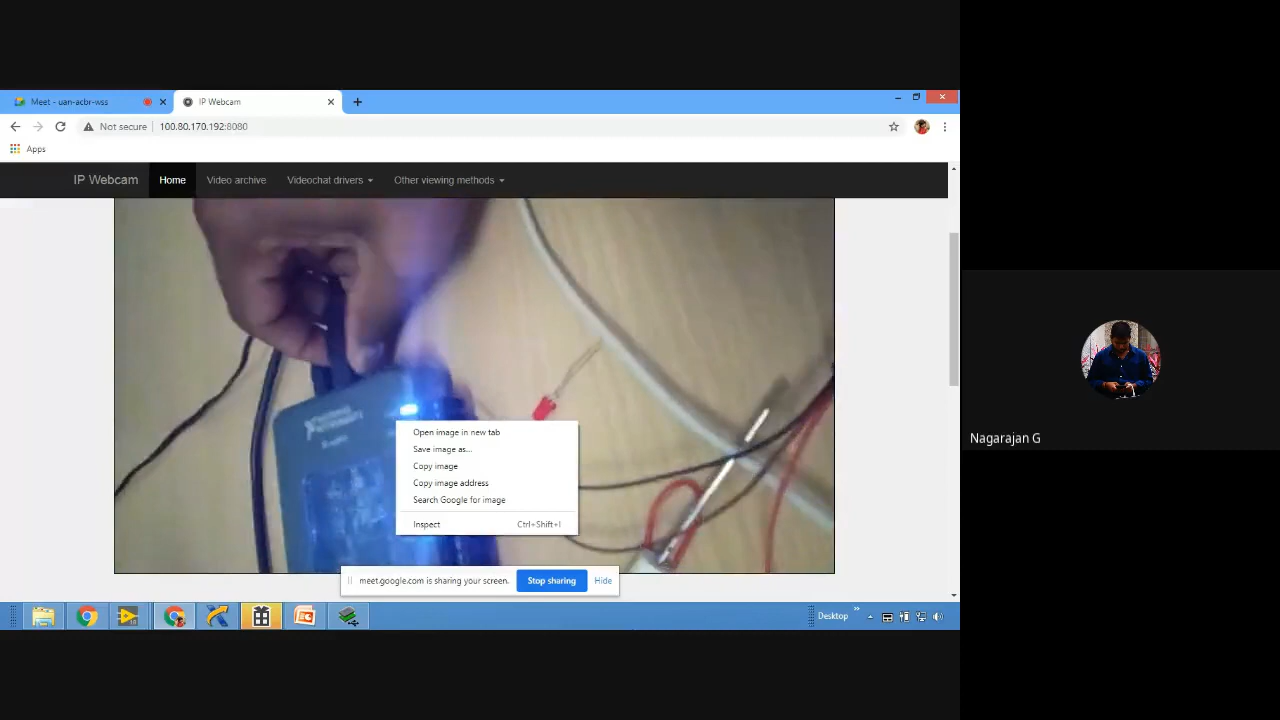 Meet - uan-acbr-wss
IP Webcam
Not secure
100.80.170.192:8080
Apps
IP Webcam
Home
Video archive
Videochat drivers
Other viewing methods
Open image in new tab
Save image as...
Copy image
Copy image address
Search Google for image
Inspect Ctrl+Shift+I
meet.google.com is sharing your screen.
Stop sharing
Hide
Desktop
Nagarajan G